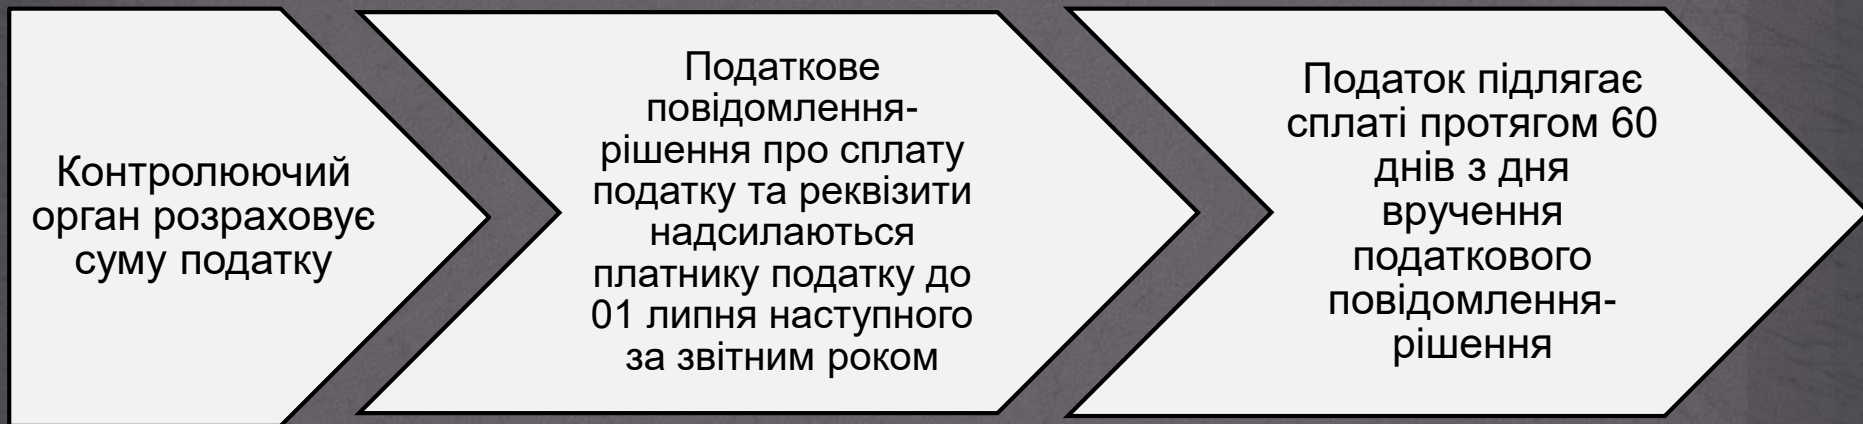 Контролюючий
орган розраховує
суму податку
Податкове
повідомлення-
рішення про сплату
податку та реквізити
надсилаються
платнику податку до
01 липня наступного
за звітним роком
Податок підлягає
сплаті протягом 60
днів з дня
вручення
податкового
повідомлення-
рішення